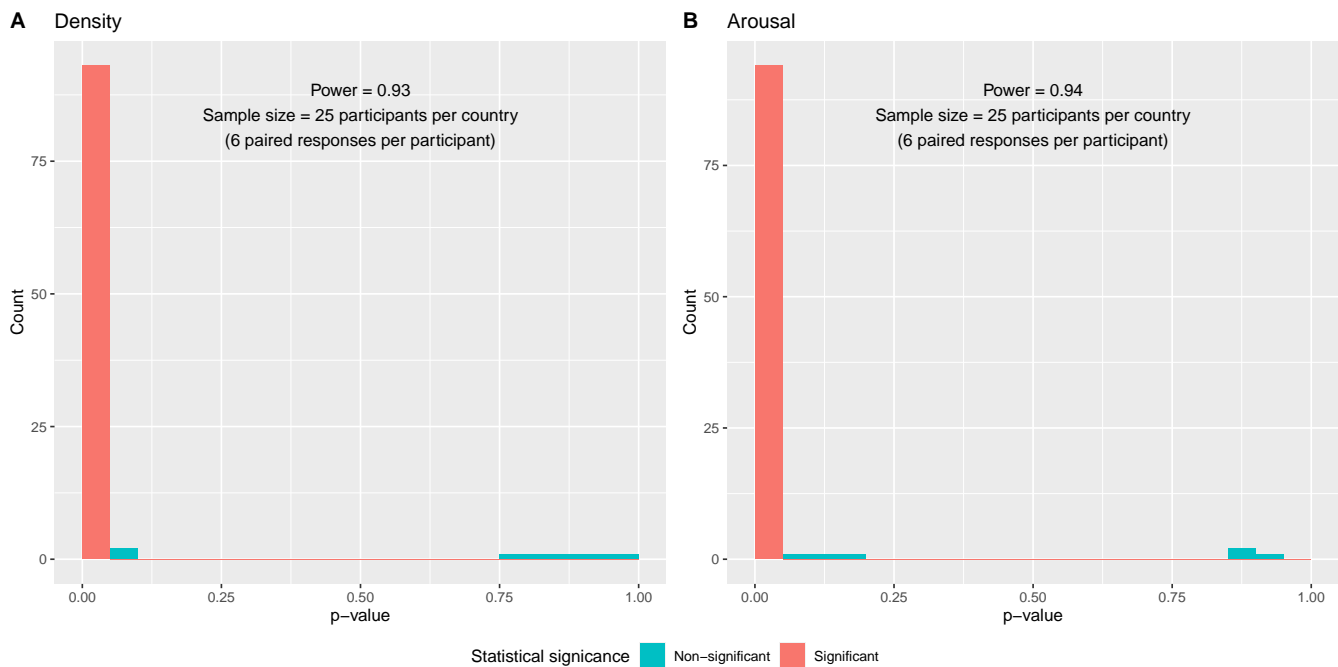 A Density
Power = 0.93
Sample size = 25 participants per country
(6 paired responses per participant)
Count
75
50
25
0
0.00 0.25 0.50 0.75 1.00
p−value
B Arousal
Power = 0.94
Sample size = 25 participants per country
(6 paired responses per participant)
Count
75
50
25
0
0.00 0.25 0.50 0.75 1.00
p−value
Statistical signicance Non−significant Significant